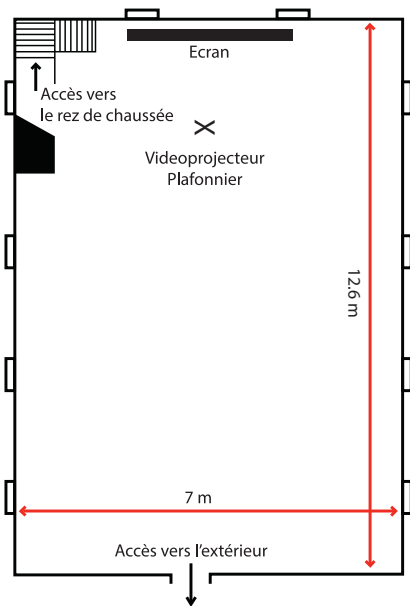 Ecran
Accès vers
le rez de chaussée
Videoprojecteur
Plafonnier
12.6 m
7 m
Accès vers l'extérieur